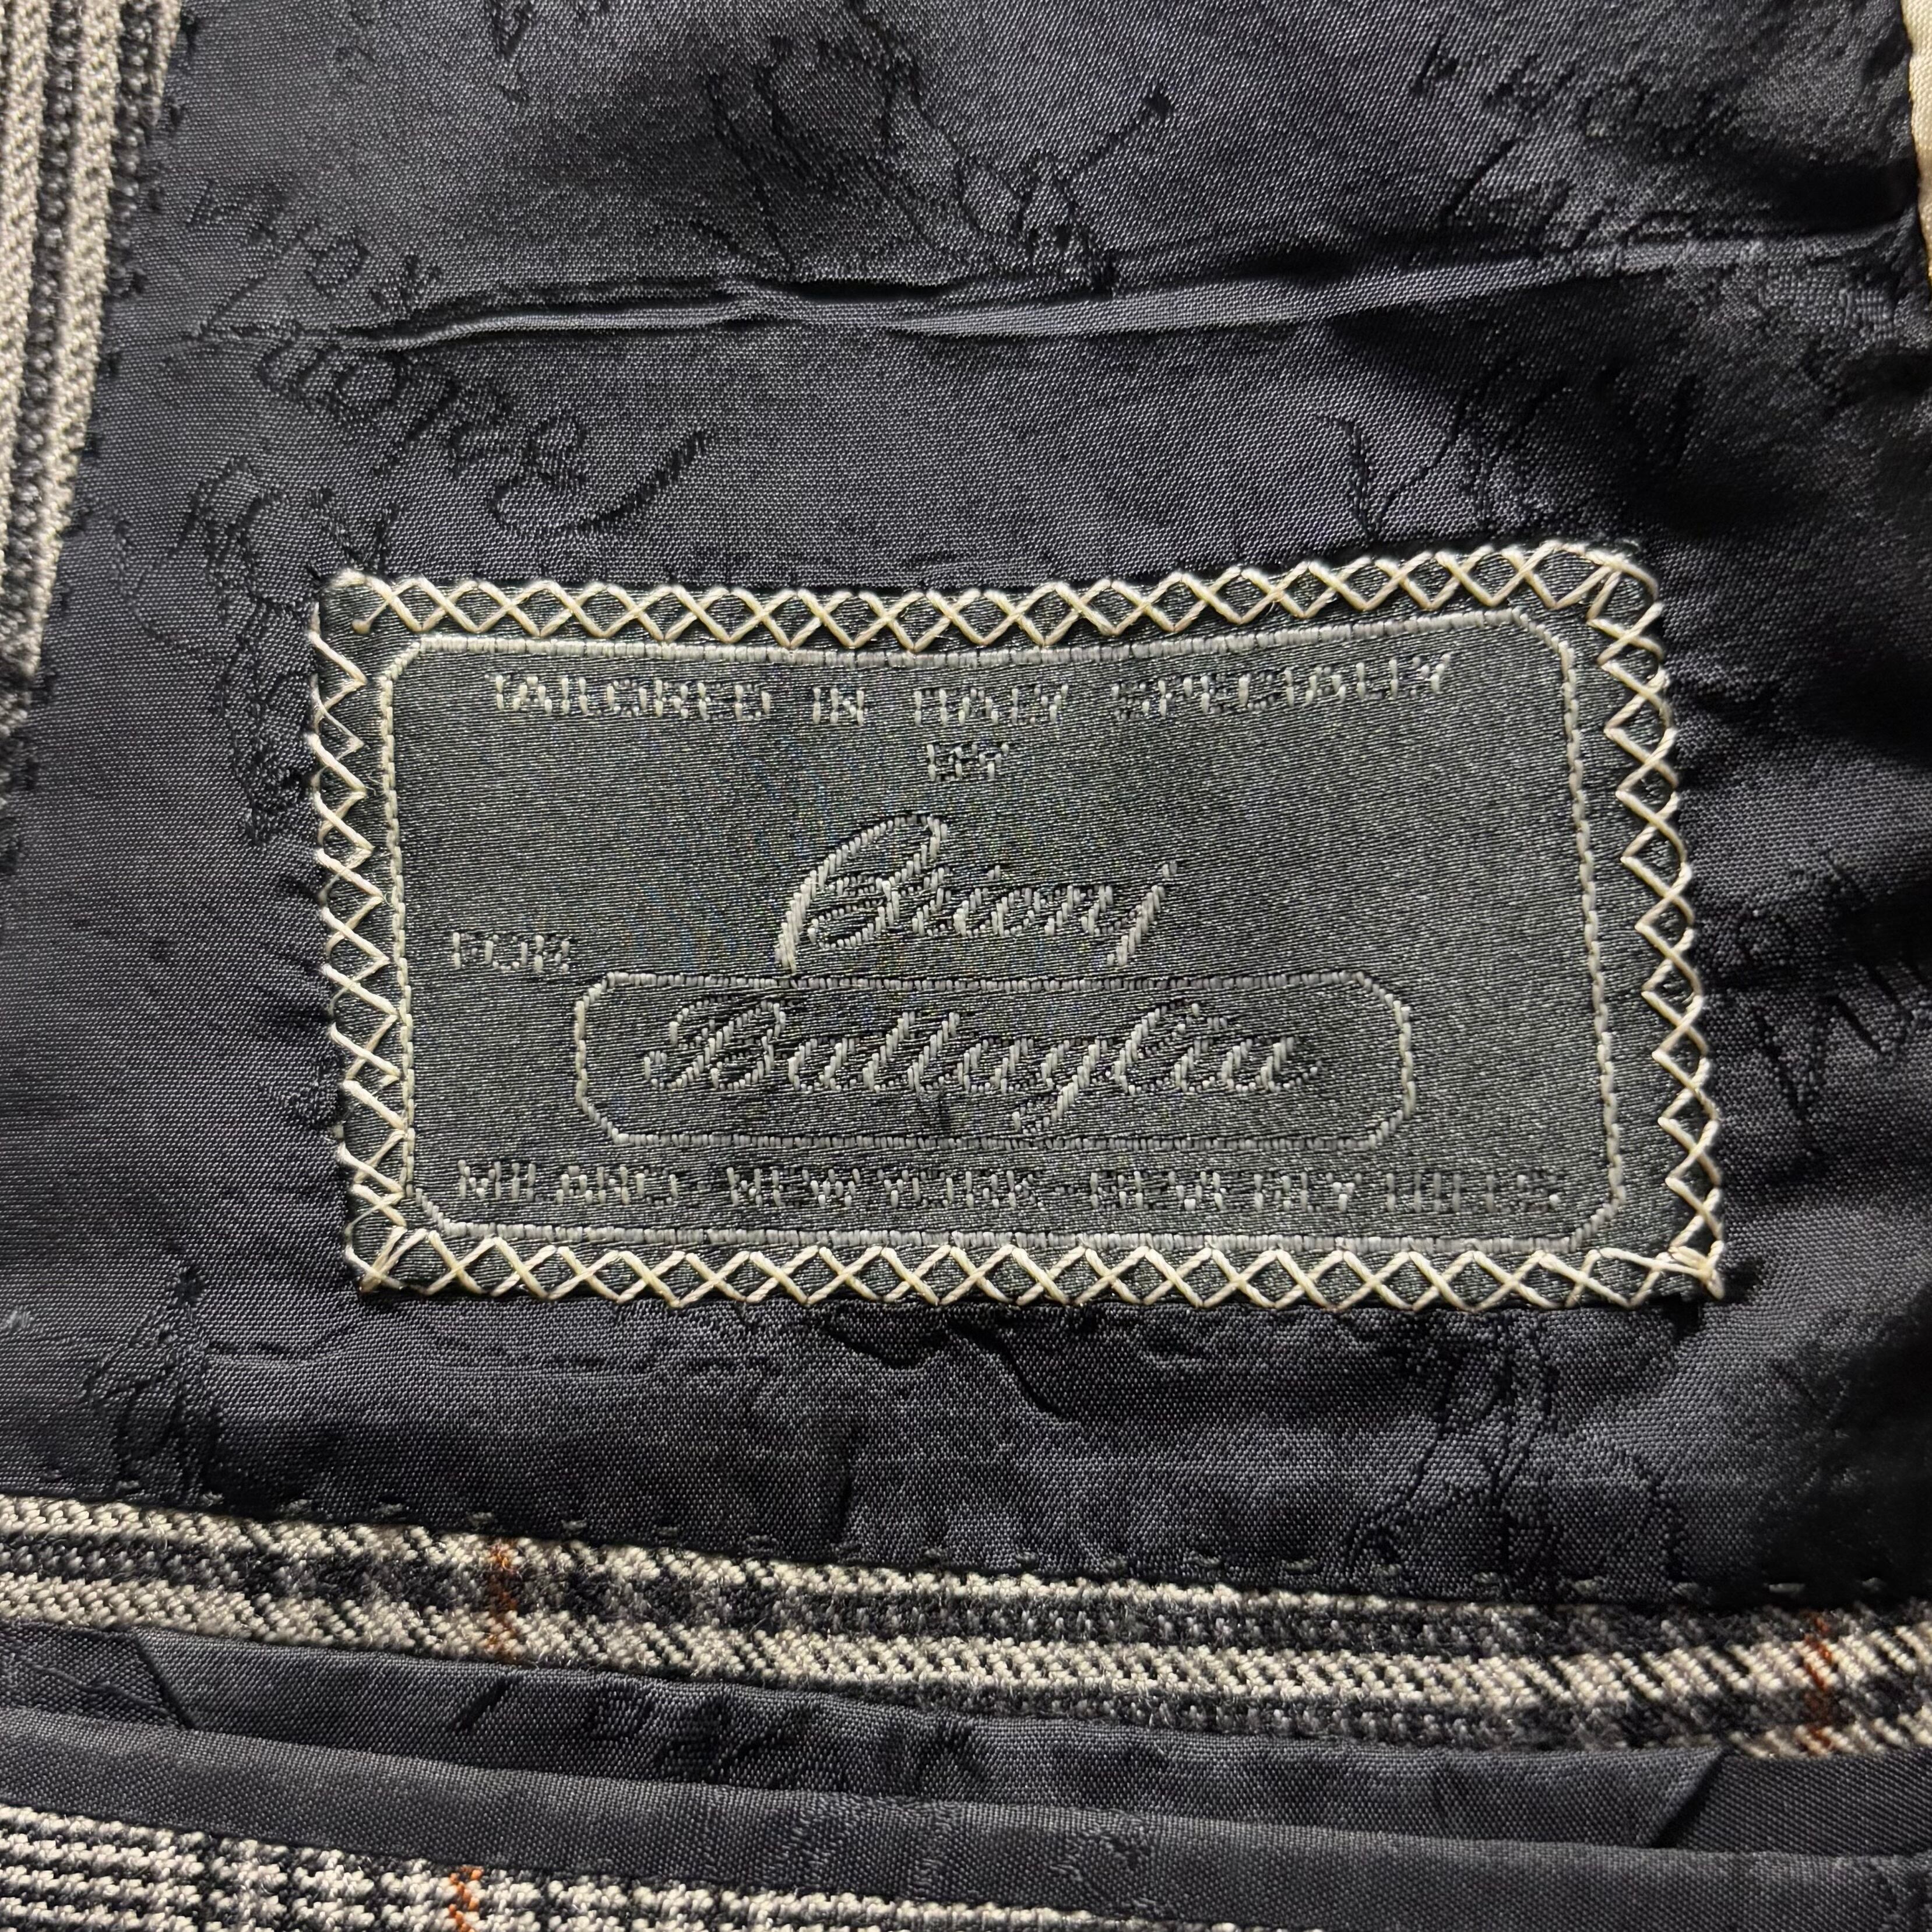 TAILORED IN ITALY SPECIALLY
BY
Brioni
FOR
Battaglia
MILANO · NEW YORK · BEVERLY HILLS